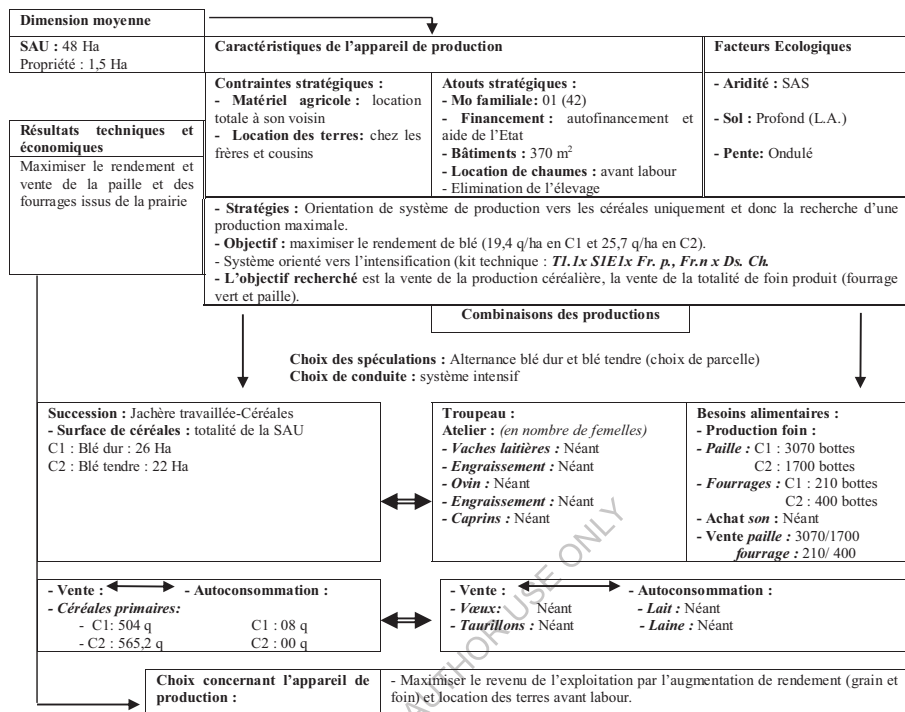 Dimension moyenne
SAU : 48 Ha
Propriété : 1,5 Ha
Caractéristiques de l'appareil de production
Facteurs Ecologiques
Contraintes stratégiques :
- Matériel agricole : location
totale à son voisin
- Location des terres: chez les
frères et cousins
Atouts stratégiques :
- Mo familiale: 01 (42)
- Financement : autofinancement et
aide de l'Etat
- Bâtiments : 370 m²
- Location de chaumes : avant labour
- Elimination de l'élevage
- Aridité : SAS
- Sol : Profond (L.A.)
- Pente: Ondulé
Résultats techniques et
économiques
Maximiser le rendement et
vente de la paille et des
fourrages issus de la prairie
- Stratégies : Orientation de système de production vers les céréales uniquement et donc la recherche d'une
production maximale.
- Objectif : maximiser le rendement de blé (19,4 q/ha en C1 et 25,7 q/ha en C2).
- Système orienté vers l'intensification (kit technique : T1.1x S1E1x Fr. p., Fr.n x Ds. Ch.
- L'objectif recherché est la vente de la production céréalière, la vente de la totalité de foin produit (fourrage
vert et paille).
Combinaisons des productions
Choix des spéculations : Alternance blé dur et blé tendre (choix de parcelle)
Choix de conduite : système intensif
Succession : Jachère travaillée-Céréales
- Surface de céréales : totalité de la SAU
C1 : Blé dur : 26 Ha
C2 : Blé tendre : 22 Ha
Troupeau :
Atelier : (en nombre de femelles)
- Vaches laitières : Néant
- Engraissement : Néant
- Ovin : Néant
- Engraissement : Néant
- Caprins : Néant
Besoins alimentaires :
- Production foin :
- Paille : C1 : 3070 bottes
C2 : 1700 bottes
- Fourrages : C1 : 210 bottes
C2 : 400 bottes
- Achat son : Néant
- Vente paille : 3070/1700
fourrage : 210/ 400
- Vente : - Autoconsommation :
- Céréales primaires:
- C1: 504 q C1 : 08 q
- C2 : 565,2 q C2 : 00 q
- Vente : - Autoconsommation :
- Vœux: Néant - Lait : Néant
- Taurillons : Néant - Laine : Néant
Choix concernant l'appareil de
production :
- Maximiser le revenu de l'exploitation par l'augmentation de rendement (grain et
foin) et location des terres avant labour.
AUTHOR USE ONLY